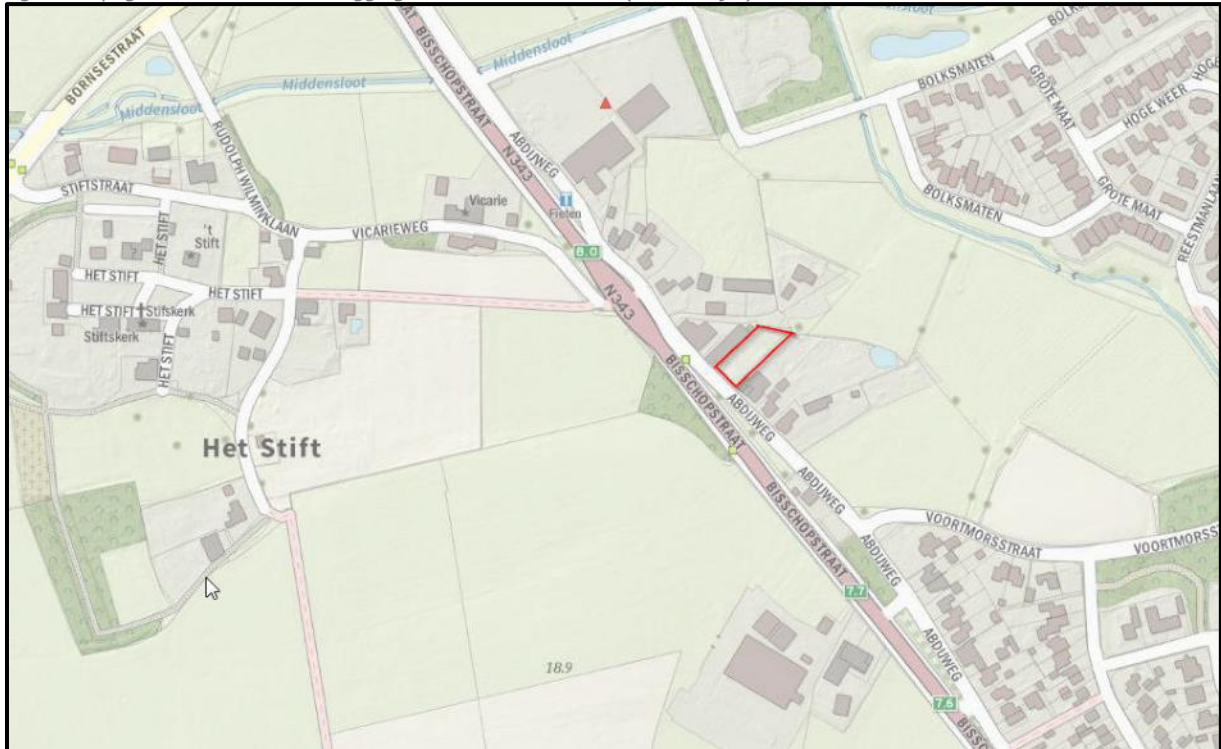 BORNSESTRAAT
Middensloot
Middensloot
Middensloot
RUDOLPH WILMINKLAAN
STIFTSTRAAT
HET STIFT
't
Stift
HET STIFT
HET STIFT
HET STIFT
Stifskerk
Stiftskerk
HET STIFT
VICARIEWEG
Vicarie
BISSCHOPSTRAAT
N343
ABDIJWEG
Fleten
8.0
N343
BOLKSMATEN
BOLKSMATEN
GROTE MAAT
HOGE WEER
GROTE MAAT
REESTMANLAAN
BISSCHOPSTRAAT
ABDIJWEG
Het Stift
BISSCHOPSTRAAT
ABDIJWEG
VOORTMORSSTRAAT
ABDIJWEG
7.7
ABDIJWEG
18.9
7.6